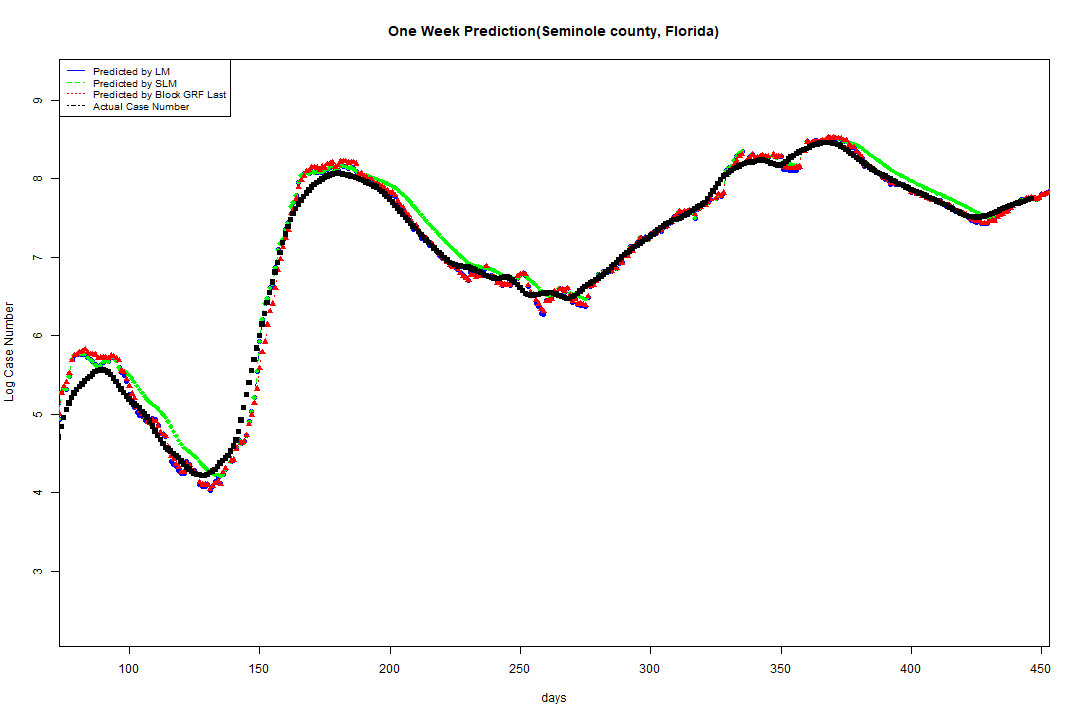 One Week Prediction(Seminole county, Florida)
Predicted by LM
Predicted by SLM
Predicted by Block GRF Last
Actual Case Number
9
8
7
6
5
4
3
Log Case Number
100 150 200 250 300 350 400 450
days